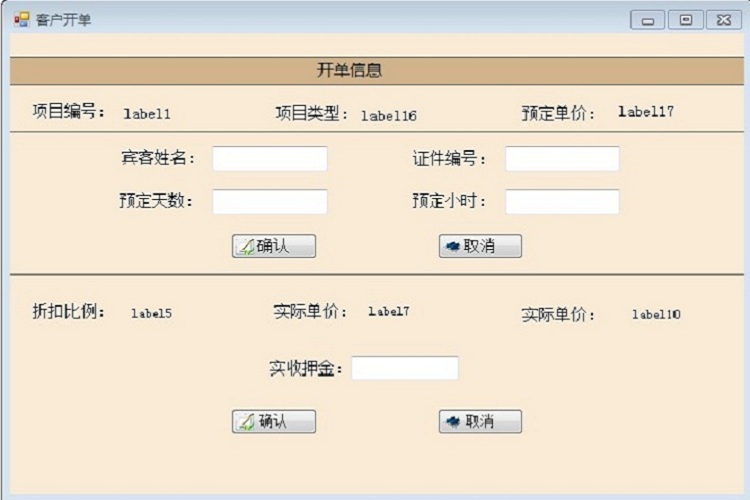 客户开单
开单信息
项目编号： label1 项目类型： label16 预定单价： label17
宾客姓名： 证件编号：
预定天数： 预定小时：
确认 取消
折扣比例： label5 实际单价： label7 实际单价： label10
实收押金：
确认 取消